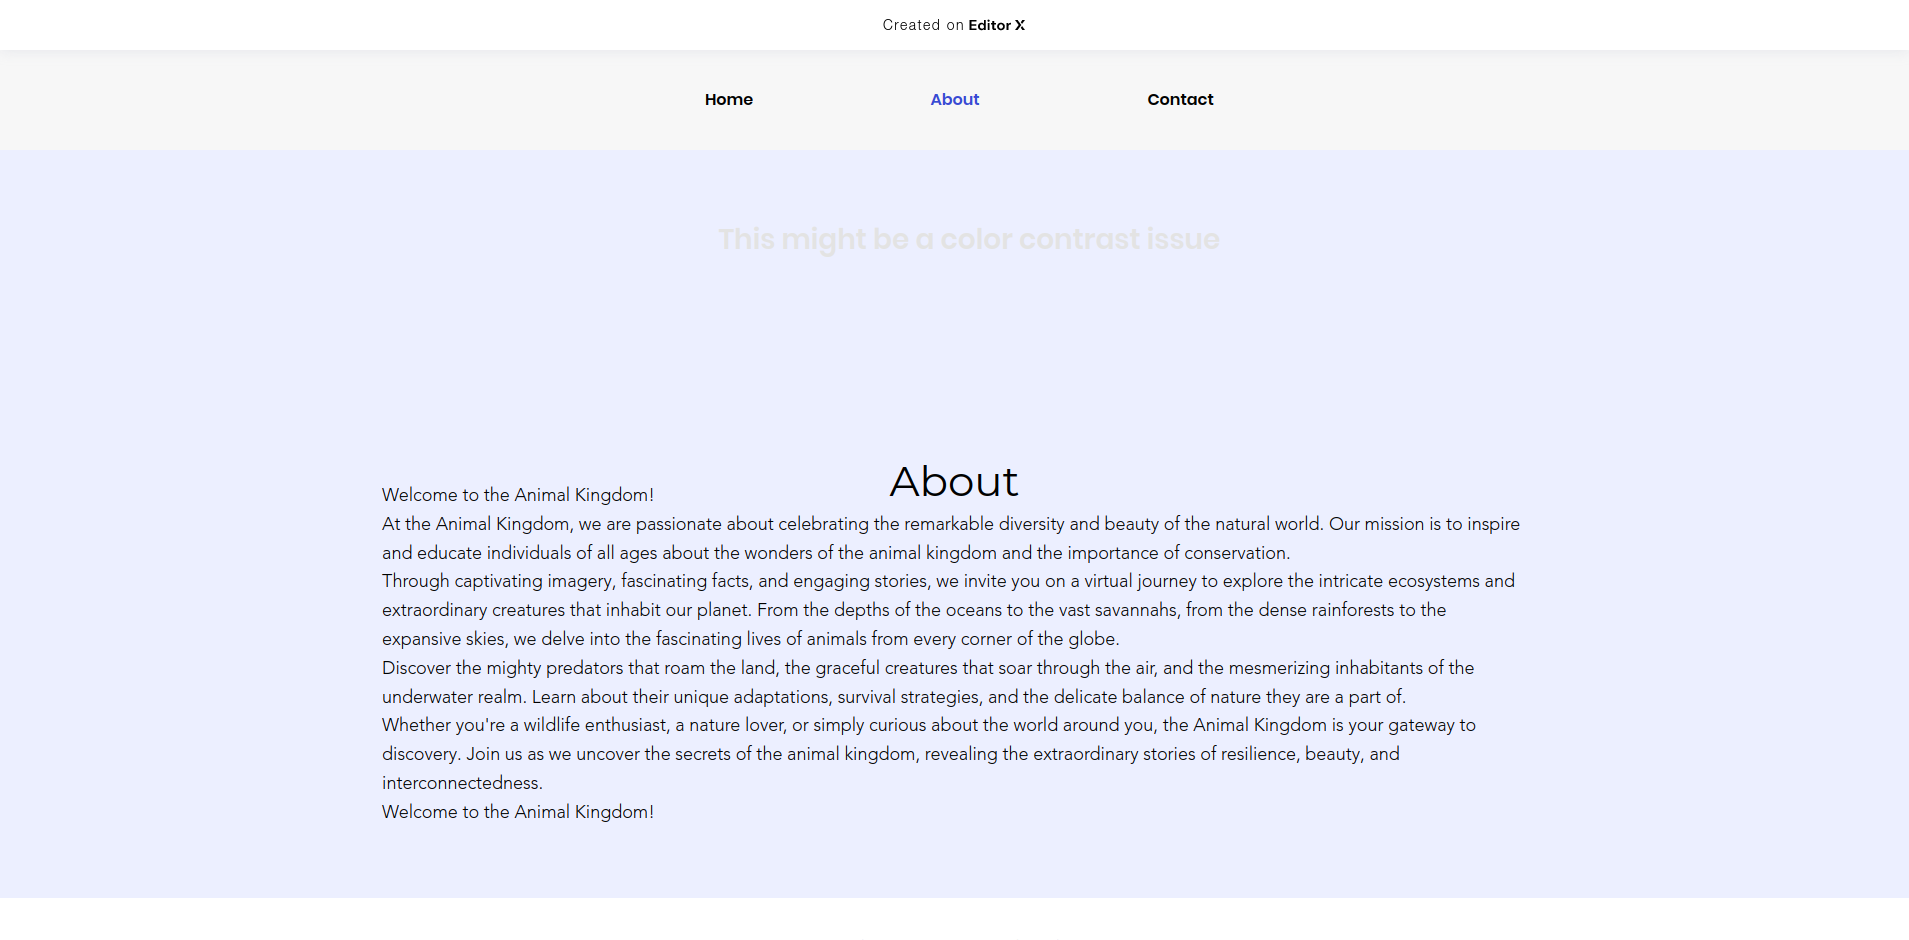 Created on Editor X
Home About Contact
This might be a color contrast issue
About
Welcome to the Animal Kingdom!
At the Animal Kingdom, we are passionate about celebrating the remarkable diversity and beauty of the natural world. Our mission is to inspire
and educate individuals of all ages about the wonders of the animal kingdom and the importance of conservation.
Through captivating imagery, fascinating facts, and engaging stories, we invite you on a virtual journey to explore the intricate ecosystems and
extraordinary creatures that inhabit our planet. From the depths of the oceans to the vast savannahs, from the dense rainforests to the
expansive skies, we delve into the fascinating lives of animals from every corner of the globe.
Discover the mighty predators that roam the land, the graceful creatures that soar through the air, and the mesmerizing inhabitants of the
underwater realm. Learn about their unique adaptations, survival strategies, and the delicate balance of nature they are a part of.
Whether you're a wildlife enthusiast, a nature lover, or simply curious about the world around you, the Animal Kingdom is your gateway to
discovery. Join us as we uncover the secrets of the animal kingdom, revealing the extraordinary stories of resilience, beauty, and
interconnectedness.
Welcome to the Animal Kingdom!